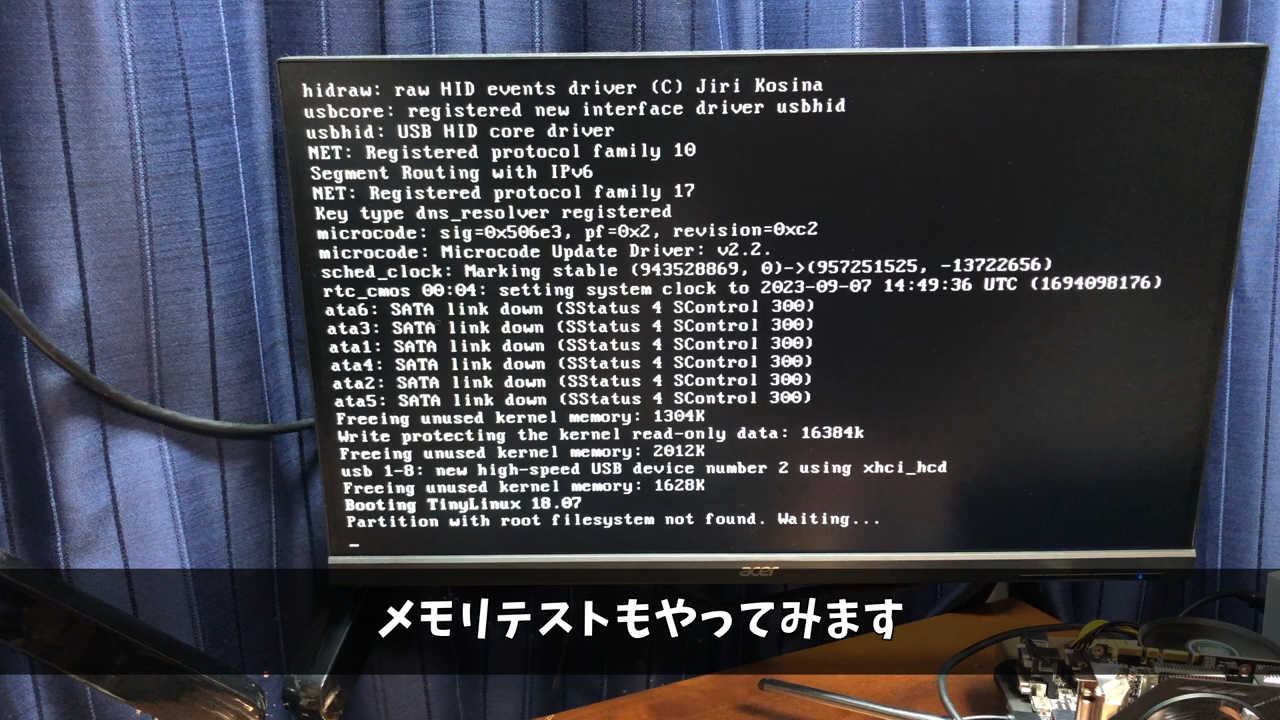 hidraw: raw HID events driver (C) Jiri Kosina
usbcore: registered new interface driver usbhid
usbhid: USB HID core driver
NET: Registered protocol family 10
Segment Routing with IPv6
NET: Registered protocol family 17
Key type dns_resolver registered
microcode: sig=0x506e3, pf=0x2, revision=0xc2
microcode: Microcode Update Driver: v2.2.
sched_clock: Marking stable (943528869, 0)->(957251525, -13722656)
rtc_cmos 00:04: setting system clock to 2023-09-07 14:49:36 UTC (1694098176)
ata6: SATA link down (SStatus 4 SControl 300)
ata3: SATA link down (SStatus 4 SControl 300)
ata1: SATA link down (SStatus 4 SControl 300)
ata4: SATA link down (SStatus 4 SControl 300)
ata2: SATA link down (SStatus 4 SControl 300)
ata5: SATA link down (SStatus 4 SControl 300)
Freeing unused kernel memory: 1304K
Write protecting the kernel read-only data: 16384k
Freeing unused kernel memory: 2012K
usb 1-8: new high-speed USB device number 2 using xhci_hcd
Freeing unused kernel memory: 1628K
Booting TinyLinux 18.07
Partition with root filesystem not found. Waiting...
_
acer
メモリテストもやってみます